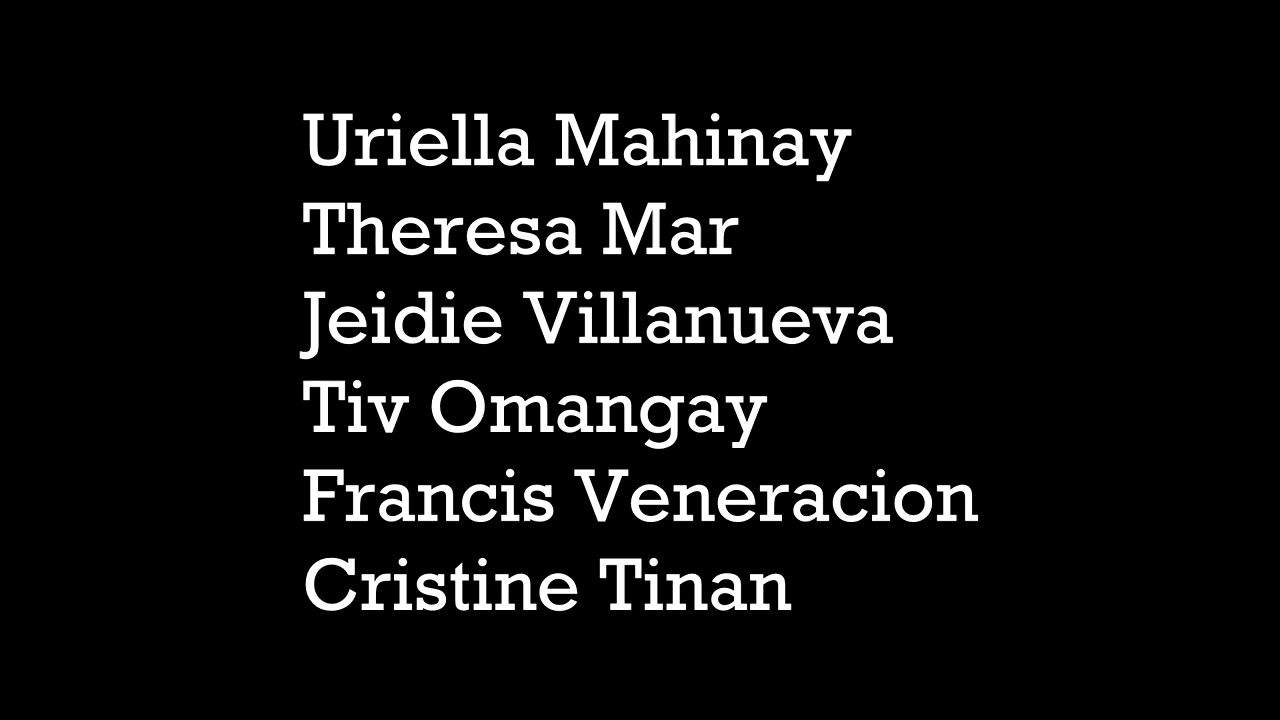 Uriella Mahinay
Theresa Mar
Jeidie Villanueva
Tiv Omangay
Francis Veneracion
Cristine Tinan